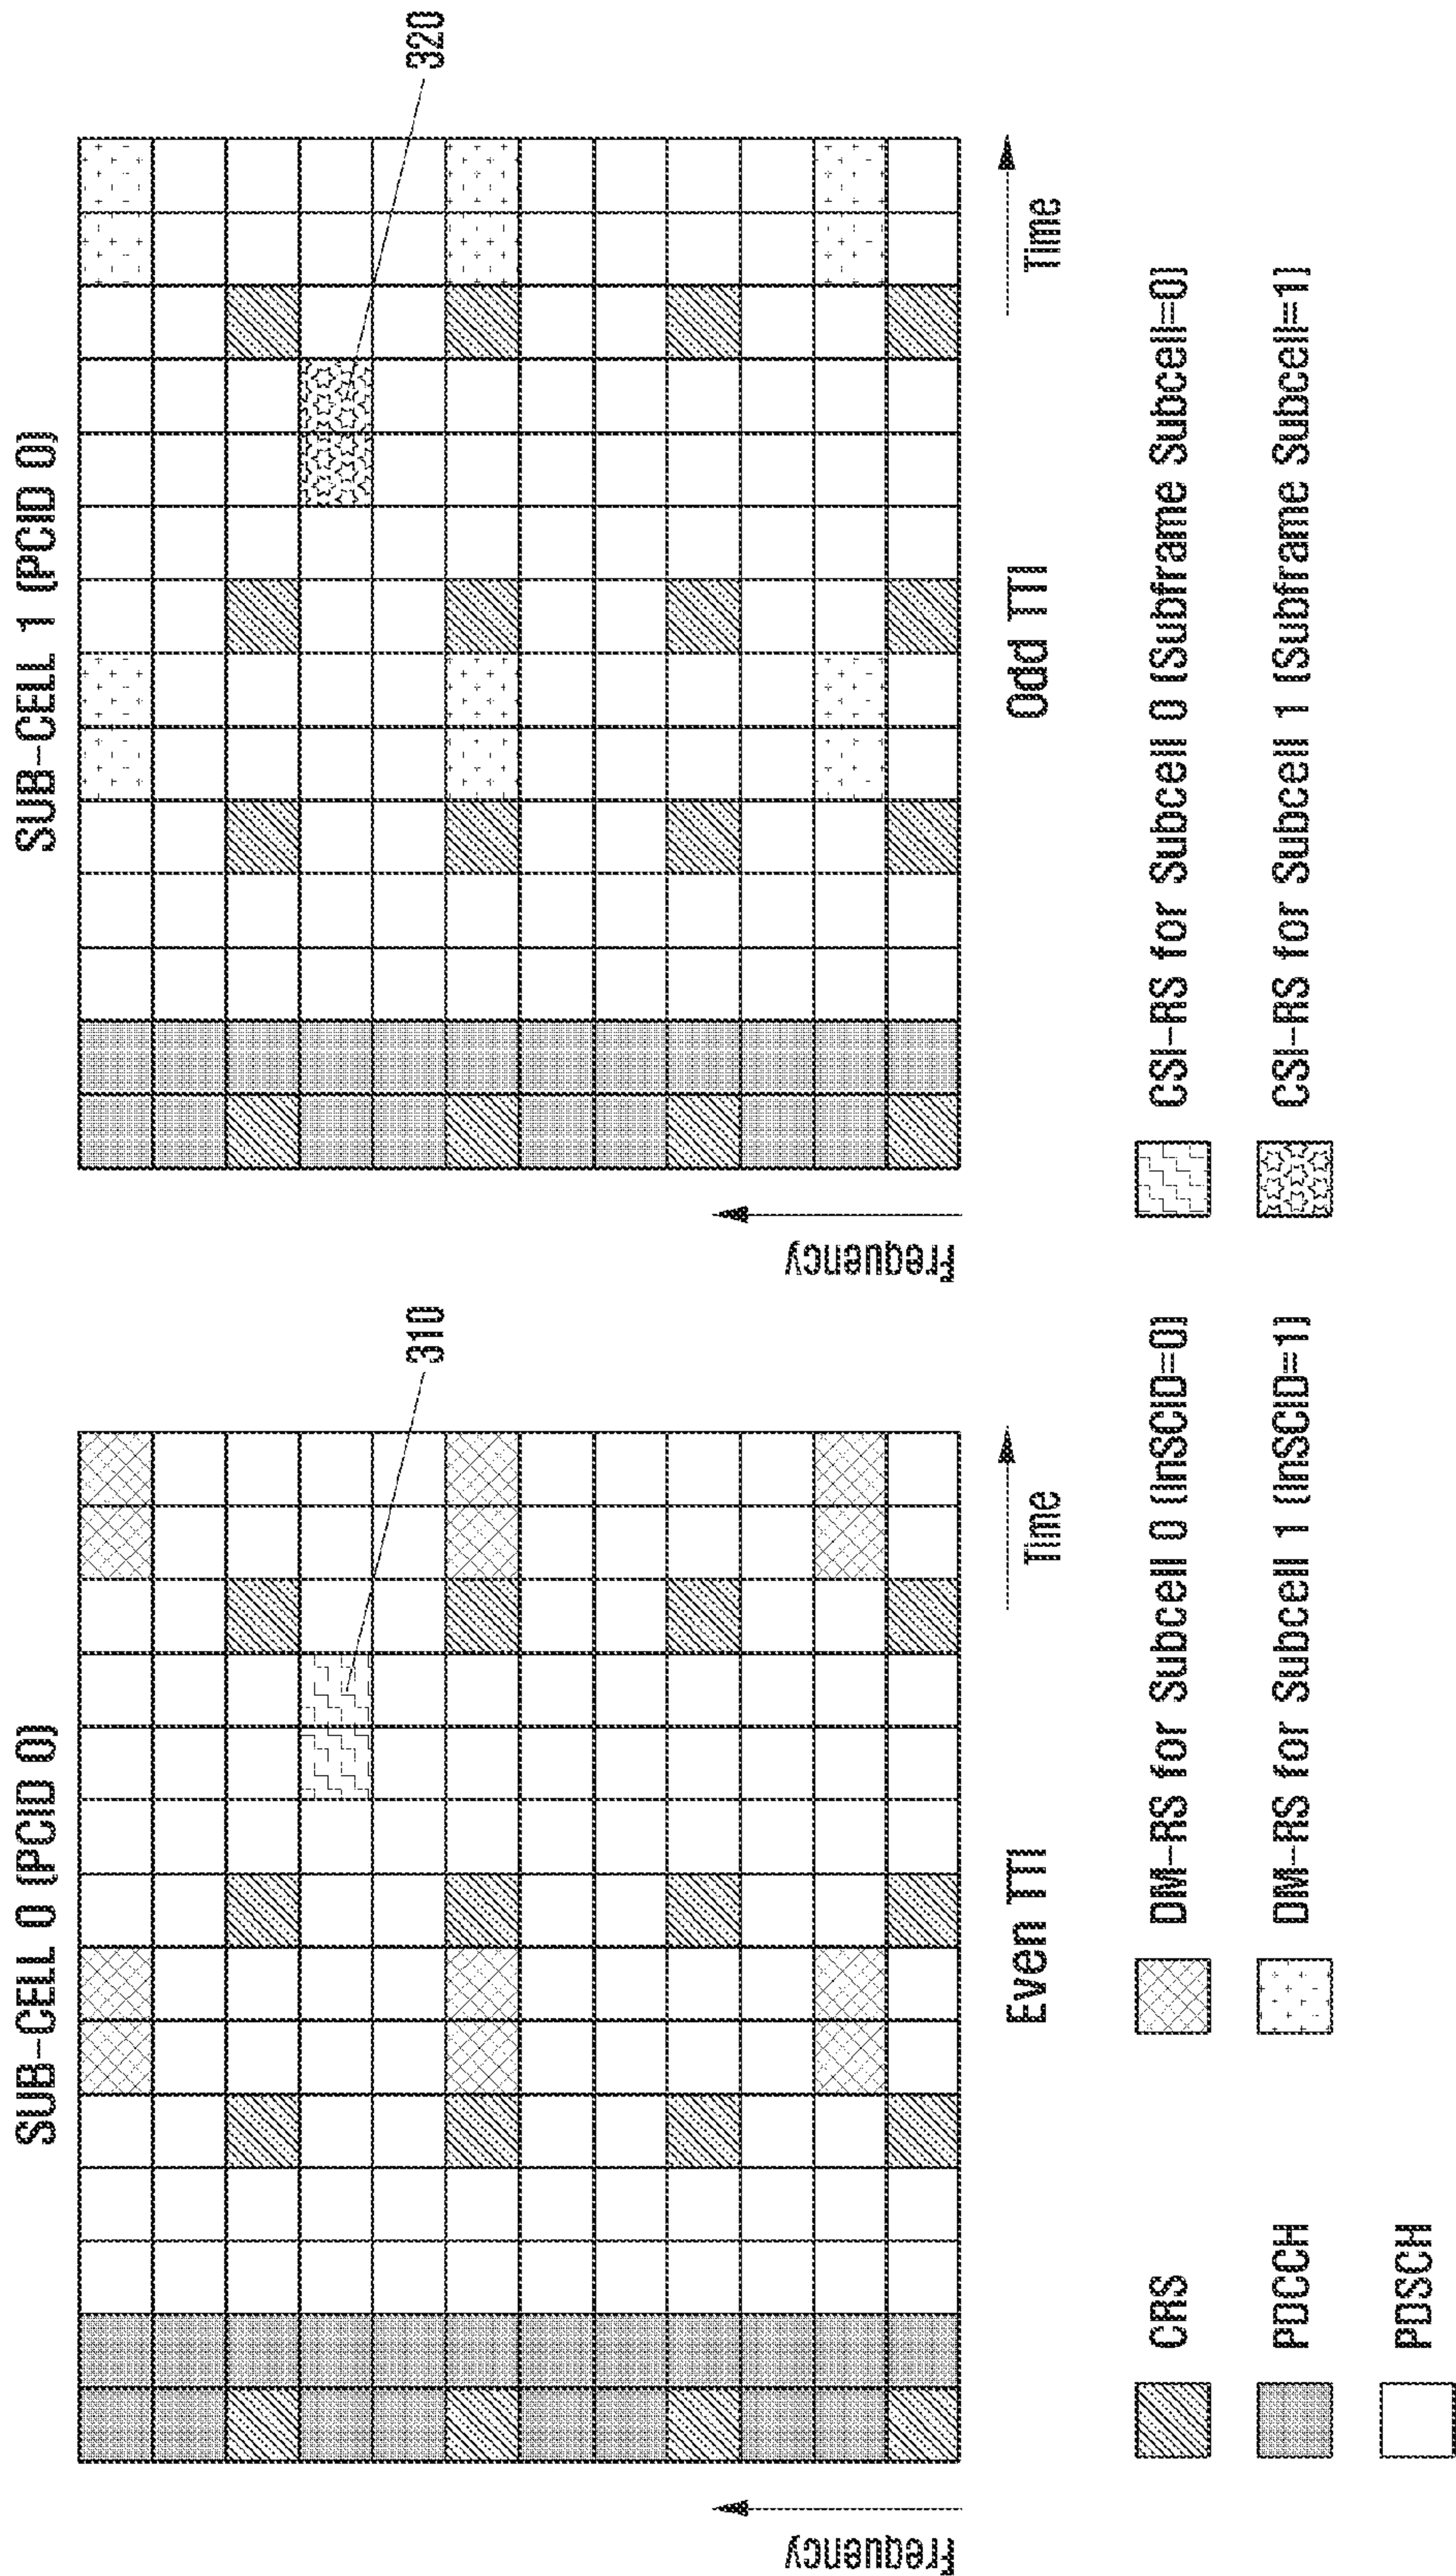 SUB-CELL 0 (PCID 0)
310
frequency
Time
Even TTI
SUB-CELL 1 (PCID 0)
320
frequency
Time
Odd TTI
CRS
PDCCH
PDSCH
DM-RS for Subcell 0 (InSCID=0)
DM-RS for Subcell 1 (InSCID=1)
CSI-RS for Subcell 0 (Subframe Subcell=0)
CSI-RS for Subcell 1 (Subframe Subcell=1)